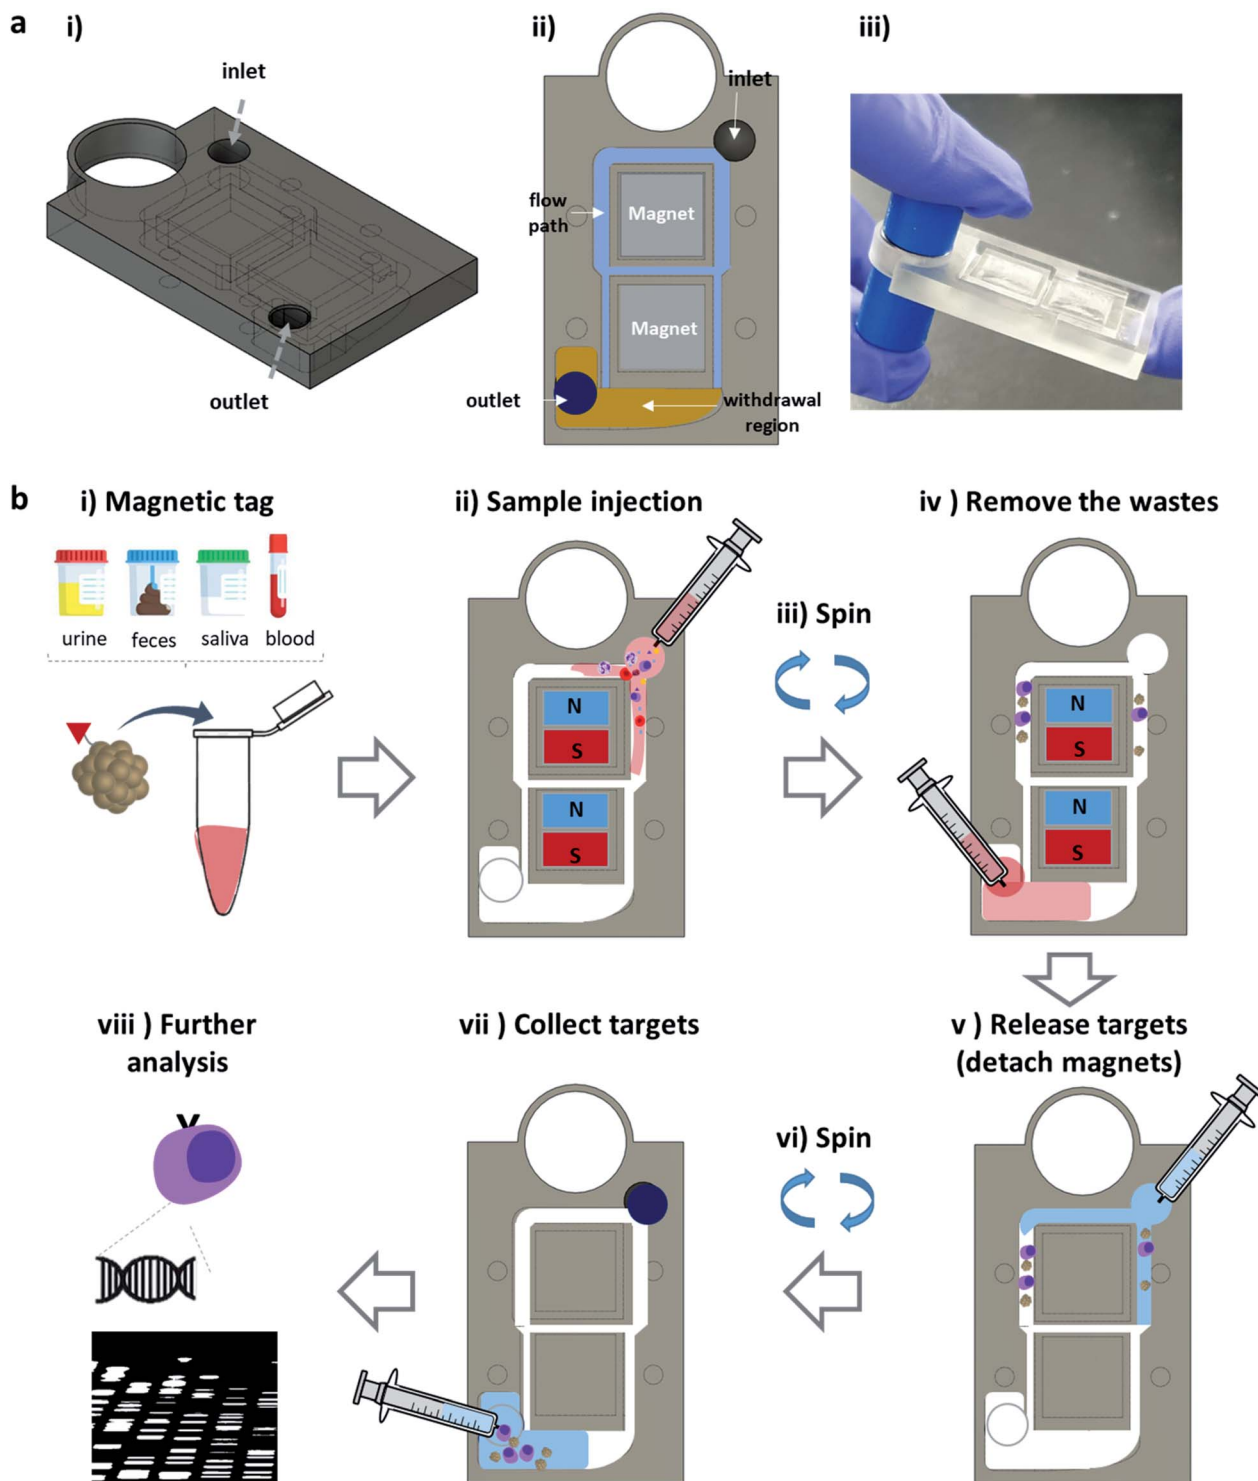 a
i)
ii)
iii)
inlet
outlet
inlet
flow
path
Magnet
Magnet
outlet
withdrawal
region
b
i) Magnetic tag
urine
feces
saliva
blood
ii) Sample injection
N
S
N
S
iii) Spin
iv ) Remove the wastes
N
S
N
S
v ) Release targets
(detach magnets)
vi) Spin
vii ) Collect targets
viii ) Further
analysis